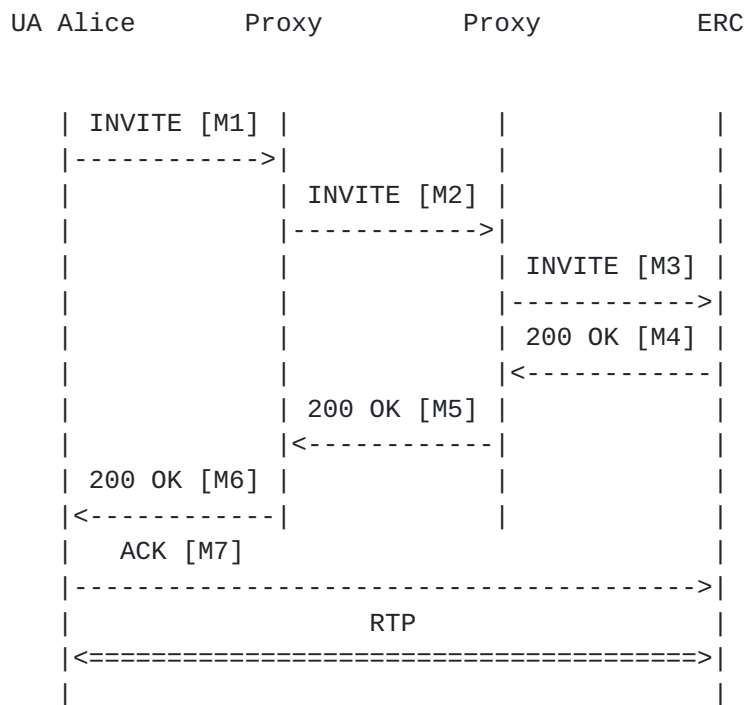 UA Alice Proxy Proxy ERC
INVITE [M1]
INVITE [M2]
INVITE [M3]
200 OK [M4]
200 OK [M5]
200 OK [M6]
ACK [M7]
RTP